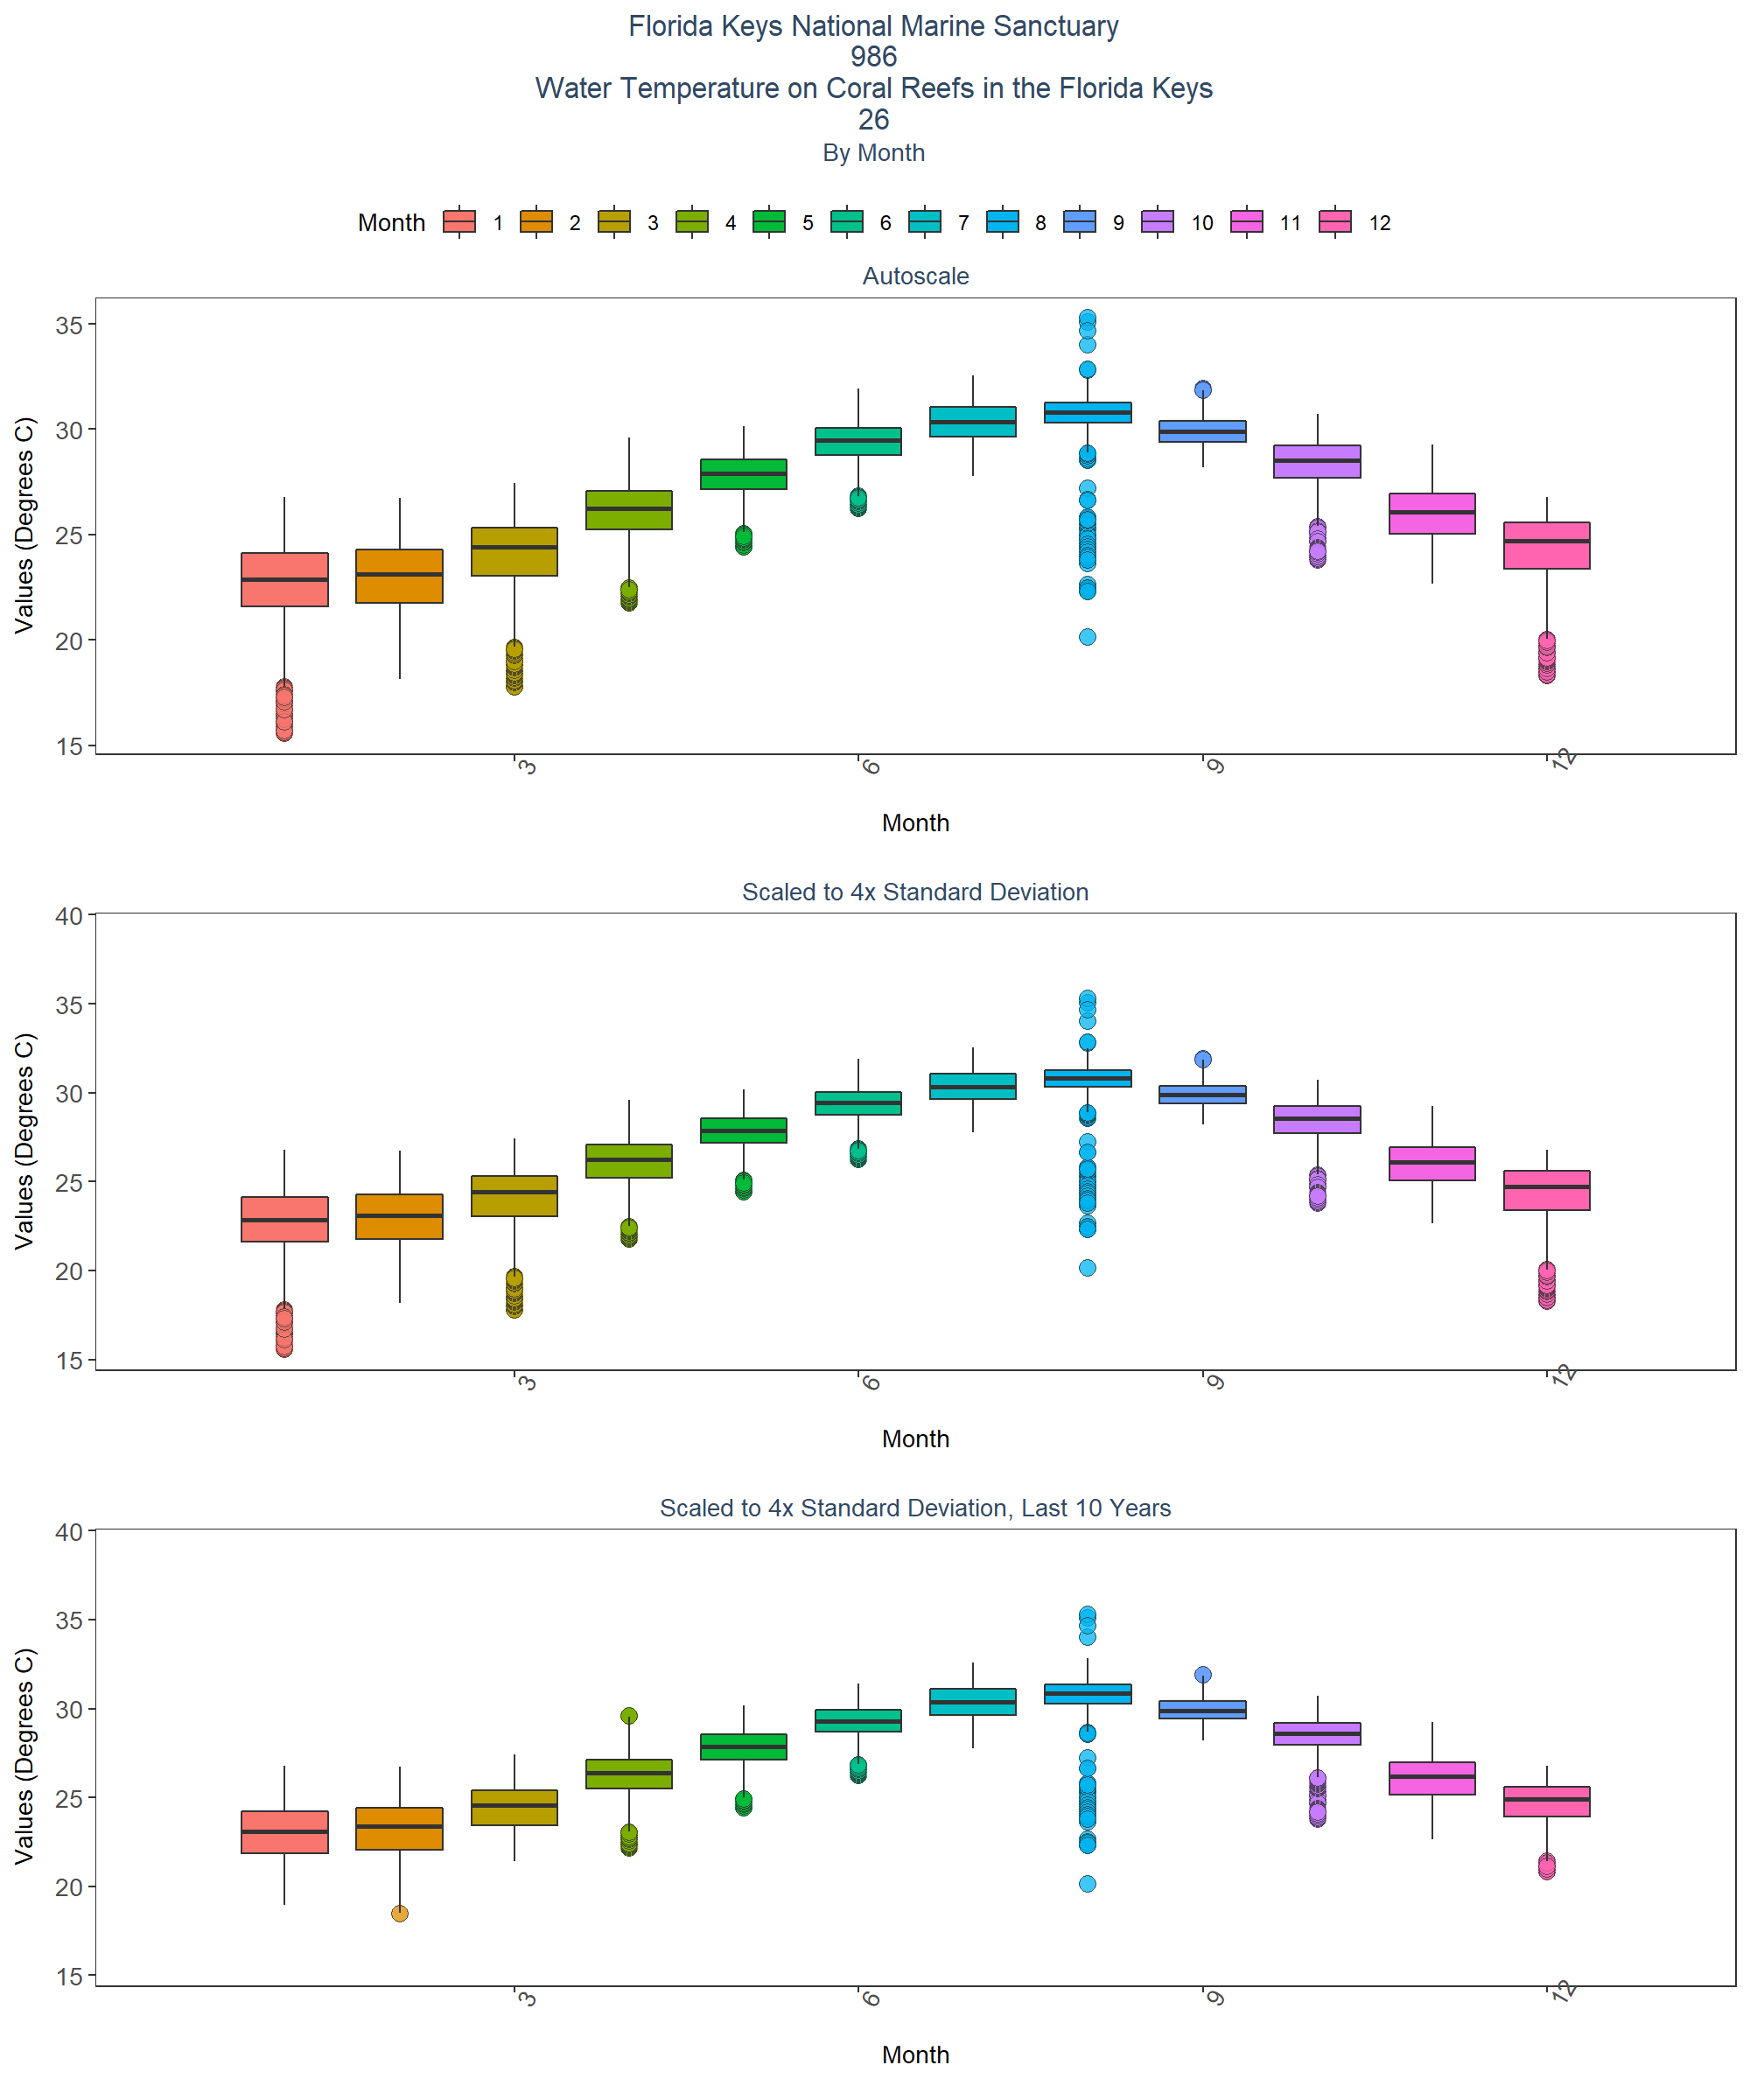 Florida Keys National Marine Sanctuary
986
Water Temperature on Coral Reefs in the Florida Keys
26
By Month
Month 1 2 3 4 5 6 7 8 9 10 11 12
Autoscale
Values (Degrees C)
35
30
25
20
15
3 6 9 12
Month
Scaled to 4x Standard Deviation
Values (Degrees C)
40
35
30
25
20
15
3 6 9 12
Month
Scaled to 4x Standard Deviation, Last 10 Years
Values (Degrees C)
40
35
30
25
20
15
3 6 9 12
Month